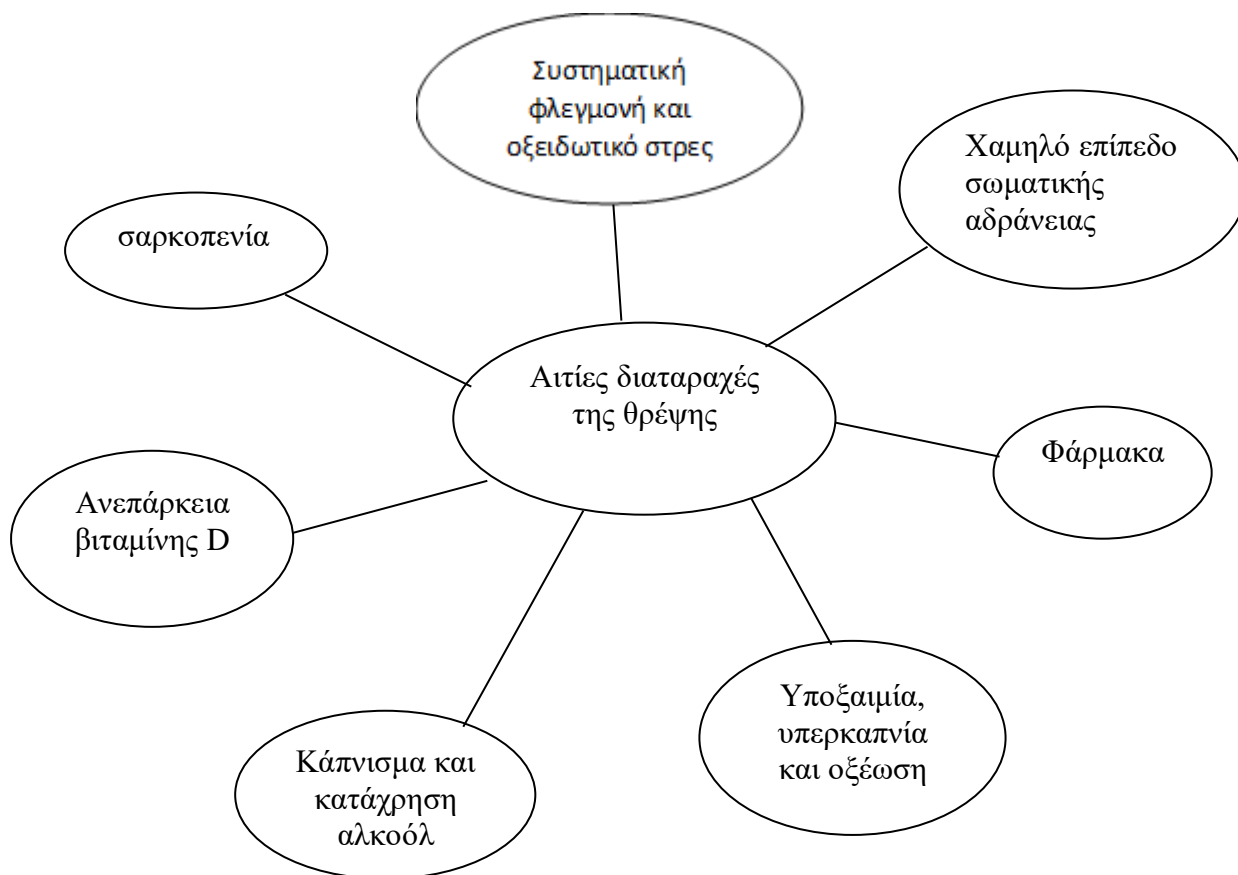 Συστηματική
φλεγμονή και
οξειδωτικό στρες
Χαμηλό επίπεδο
σωματικής
αδράνειας
σαρκοπενία
Αιτίες διαταραχές
της θρέψης
Φάρμακα
Ανεπάρκεια
βιταμίνης D
Υποξαιμία,
υπερκαπνία
και οξέωση
Κάπνισμα και
κατάχρηση
αλκοόλ